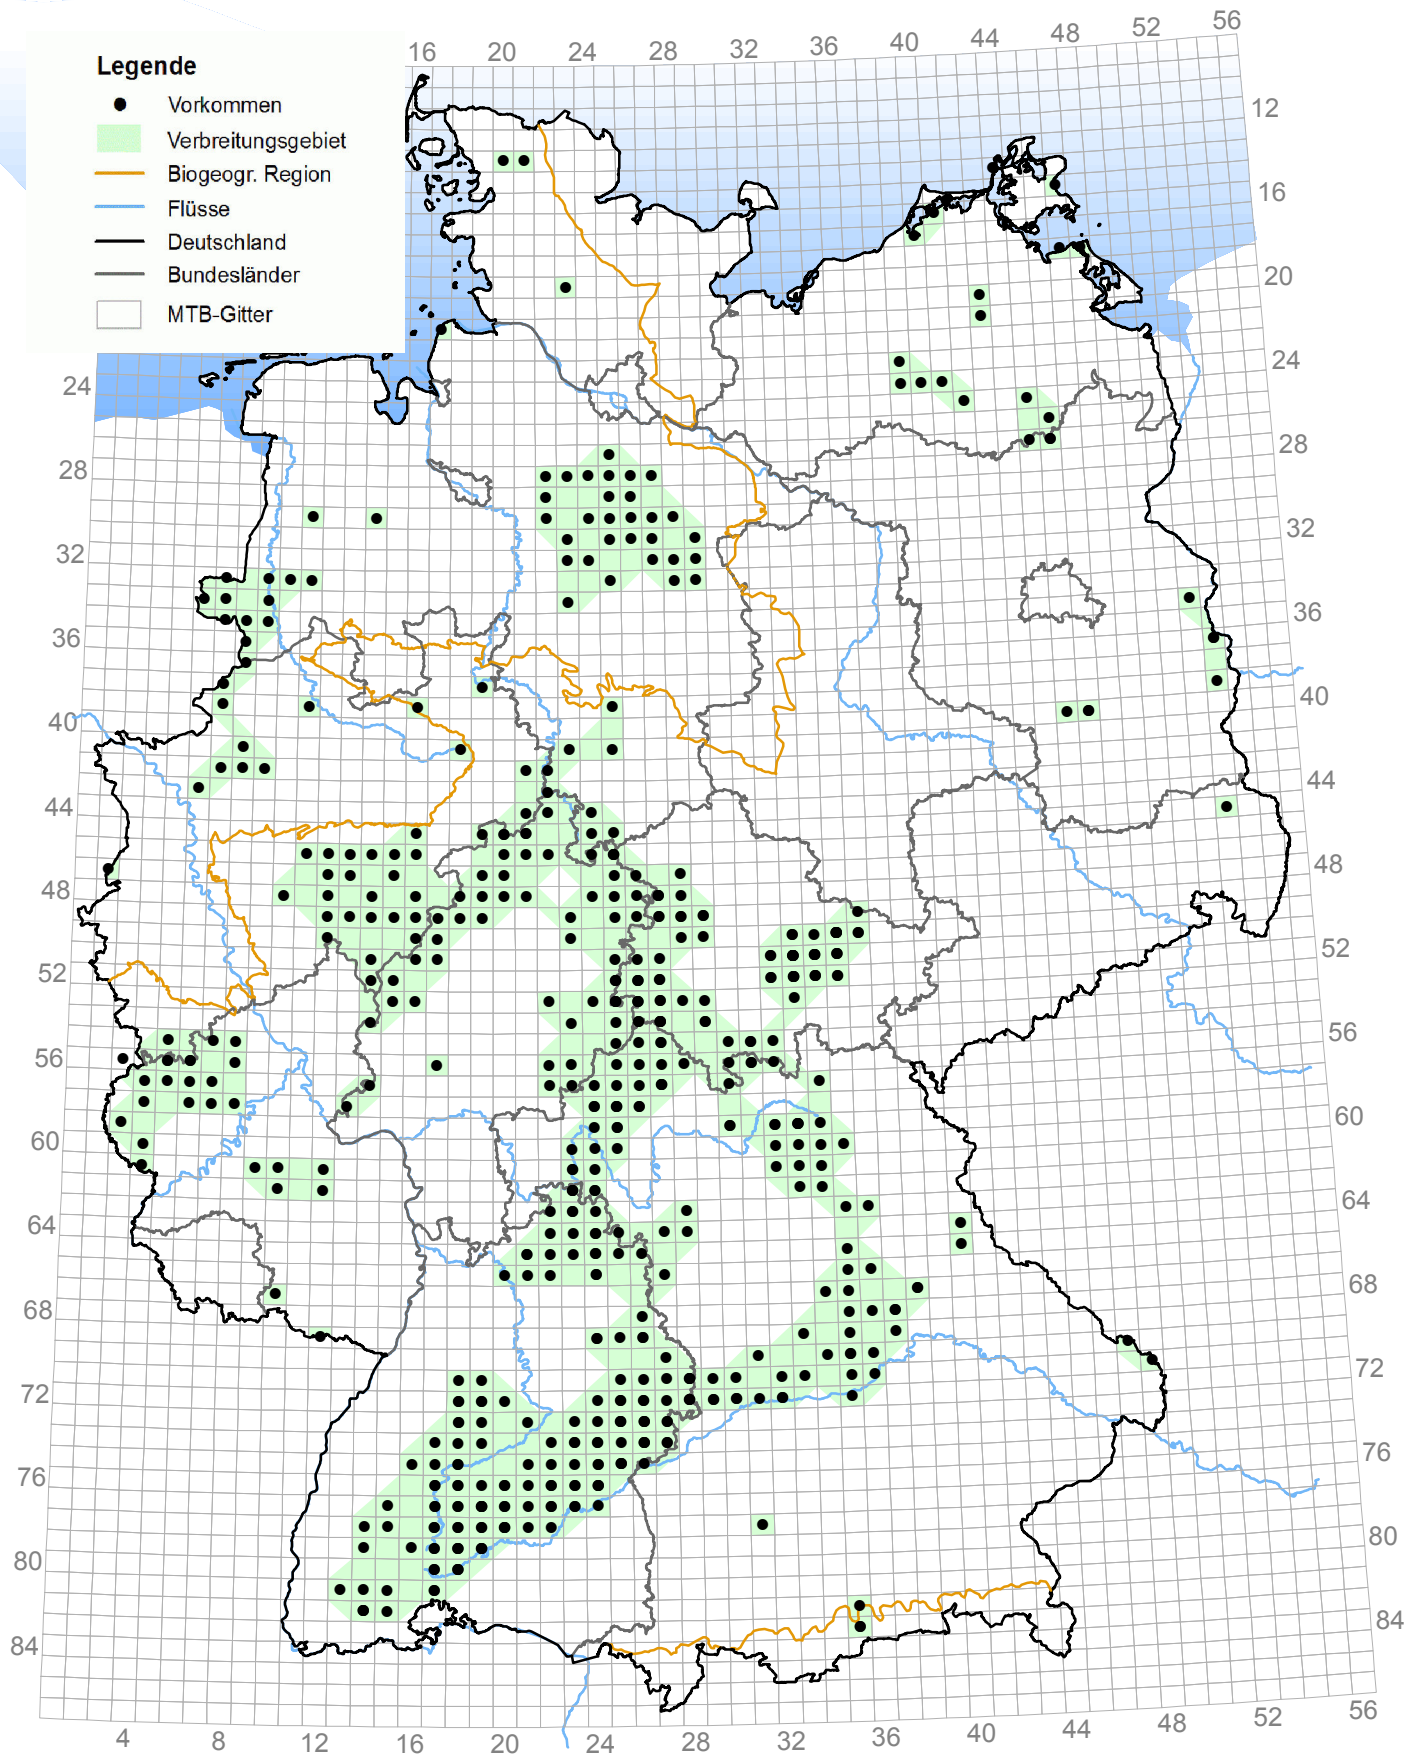 16 20 24 28 32 36 40 44 48 52 56
Legende
Vorkommen
Verbreitungsgebiet
Biogeogr. Region
Flüsse
Deutschland
Bundesländer
MTB-Gitter
12
16
20
24 24
28 28
32 32
36 36
40 40
44 44
48 48
52 52
56 56
60 60
64 64
68 68
72 72
76 76
80 80
84 84
4 8 12 16 20 24 28 32 36 40 44 48 52 56